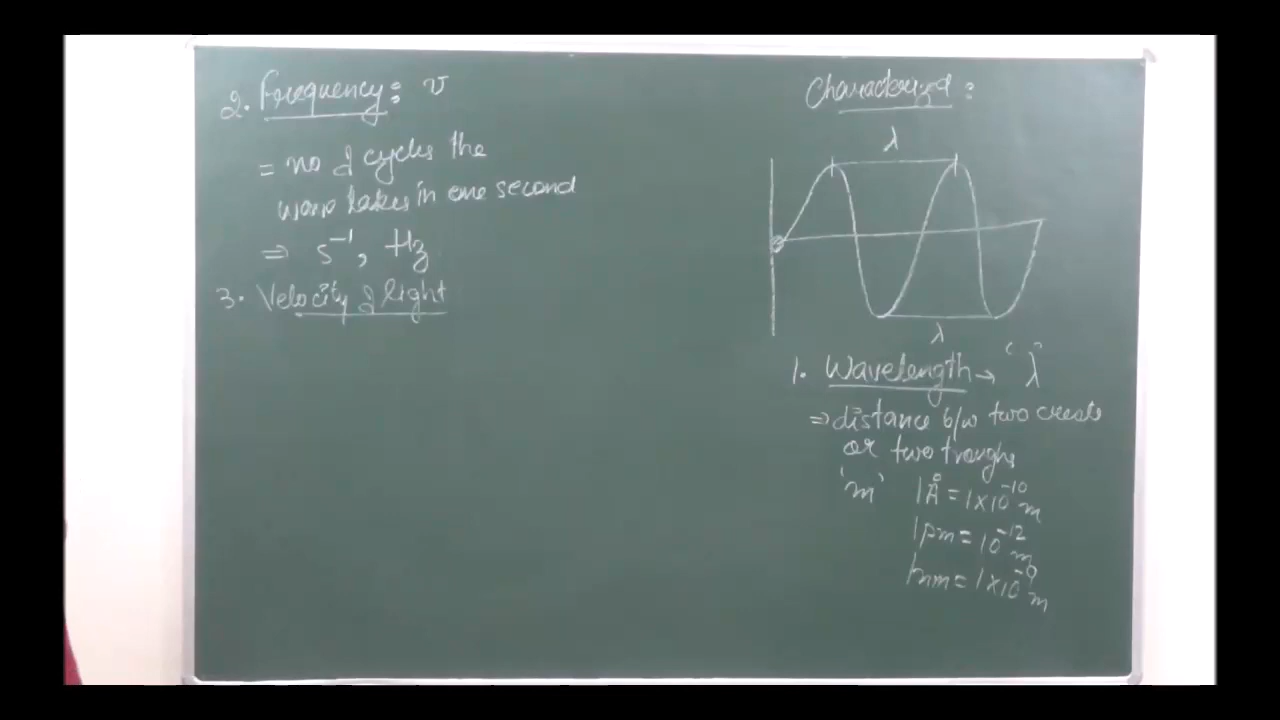 2. Frequency: ν
= no of cycles the
wave takes in one second
⇒ s⁻¹, Hz
3. Velocity of light
Characterized:
λ
λ
1. Wavelength → "λ"
⇒ distance b/w two crests
or two troughs
'm' 1Å = 1×10⁻¹⁰ m
1pm = 10⁻¹² m
1nm = 1×10⁻⁹ m